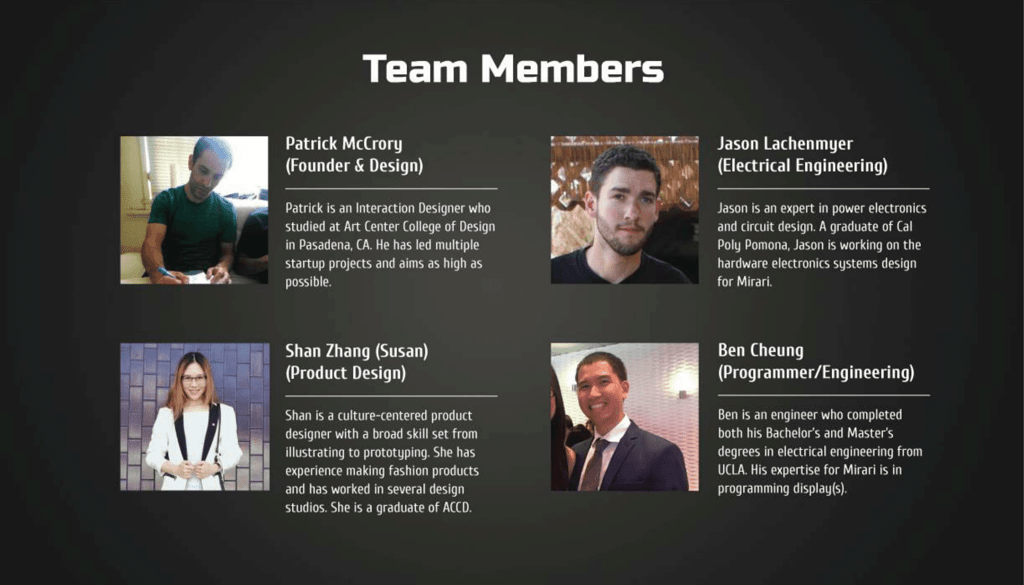 Team Members
Patrick McCrory
(Founder & Design)
Patrick is an Interaction Designer who
studied at Art Center College of Design
in Pasadena, CA. He has led multiple
startup projects and aims as high as
possible.
Jason Lachenmyer
(Electrical Engineering)
Jason is an expert in power electronics
and circuit design. A graduate of Cal
Poly Pomona, Jason is working on the
hardware electronics systems design
for Mirari.
Shan Zhang (Susan)
(Product Design)
Shan is a culture-centered product
designer with a broad skill set from
illustrating to prototyping. She has
experience making fashion products
and has worked in several design
studios. She is a graduate of ACCD.
Ben Cheung
(Programmer/Engineering)
Ben is an engineer who completed
both his Bachelor's and Master's
degrees in electrical engineering from
UCLA. His expertise for Mirari is in
programming display(s).